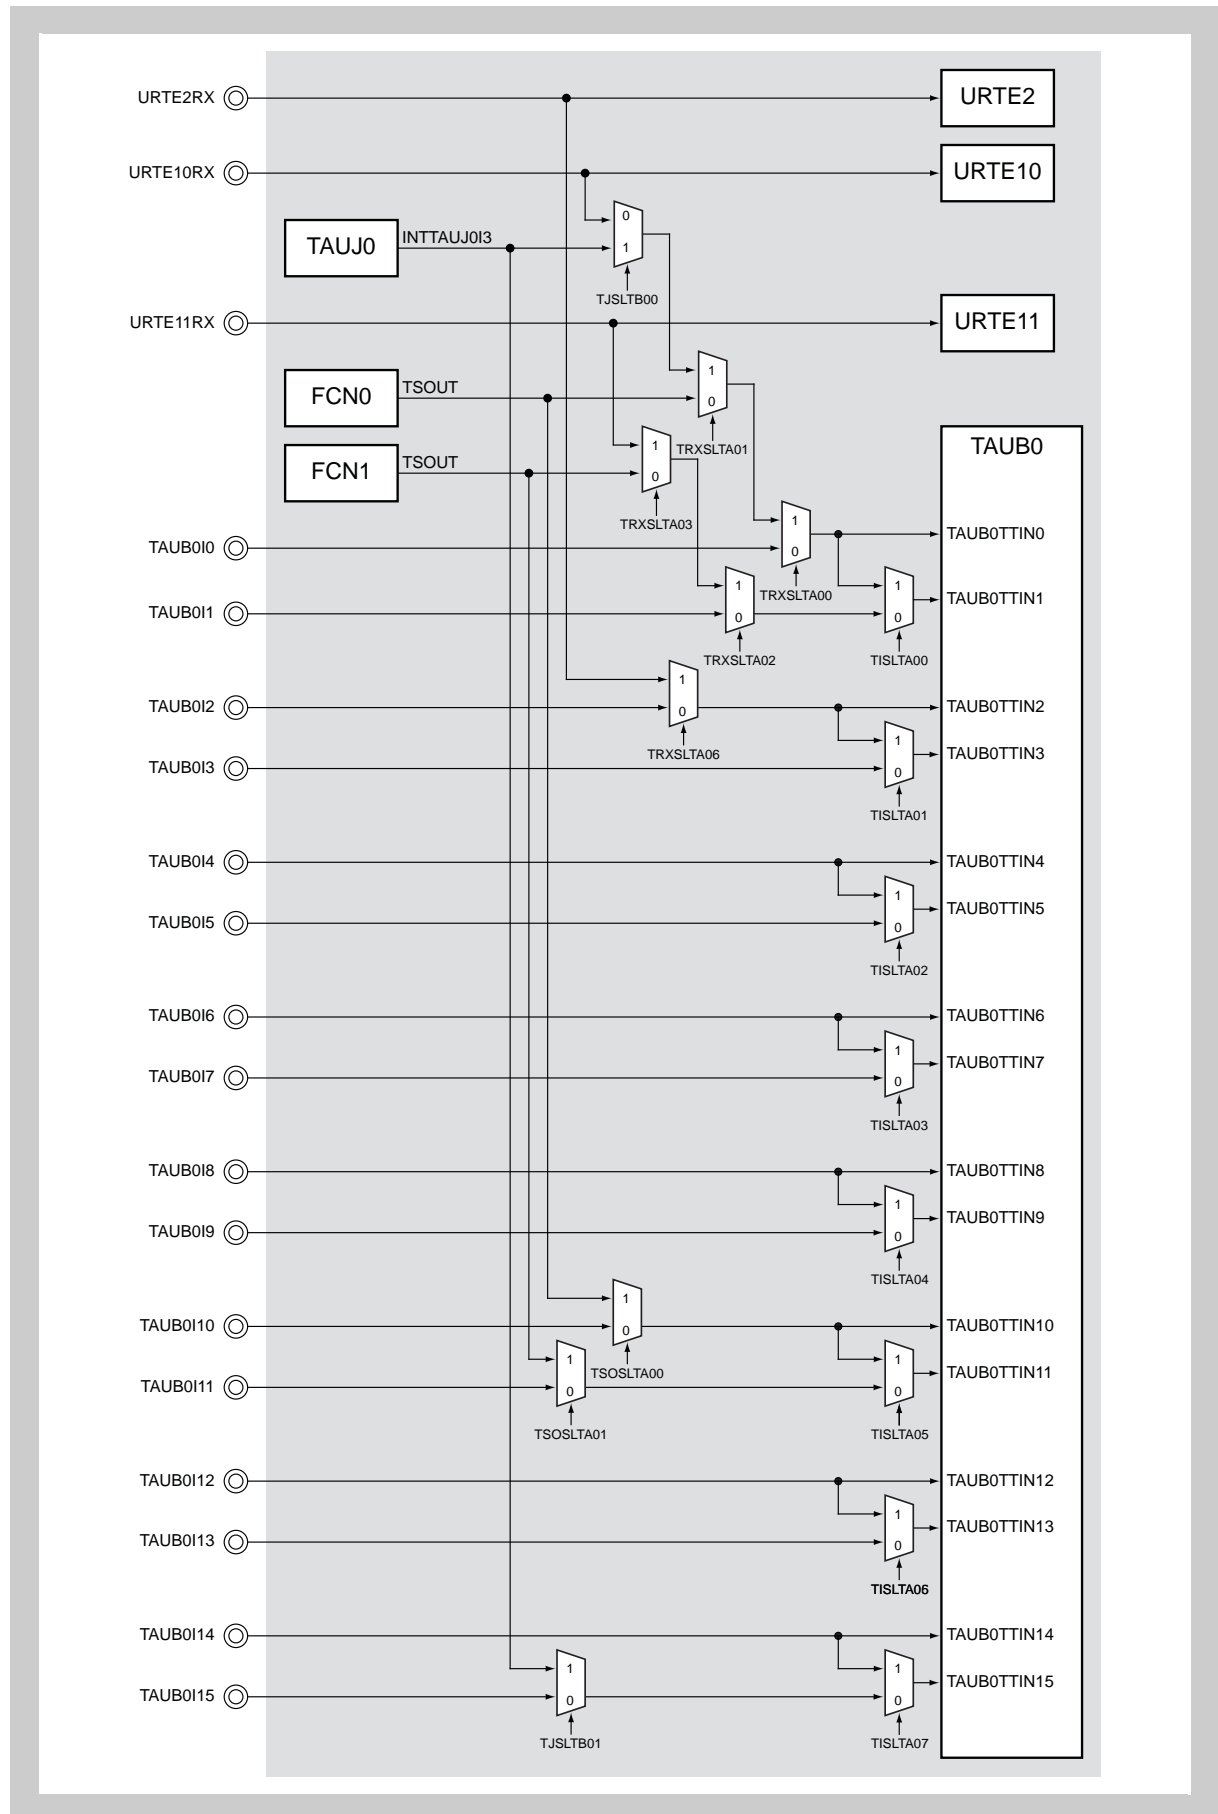 URTE2RX
URTE2
URTE10RX
URTE10
0
TAUJ0
INTTAUJ0I3
1
TJSLTB00
URTE11RX
URTE11
1
FCN0
TSOUT
0
TRXSLTA01
TAUB0
1
FCN1
TSOUT
0
TRXSLTA03
1
TAUB0TTIN0
TAUB0I0
0
TRXSLTA00
1
1
TAUB0TTIN1
TAUB0I1
0
0
TRXSLTA02
TISLTA00
1
TAUB0I2
0
TAUB0TTIN2
TRXSLTA06
1
TAUB0TTIN3
TAUB0I3
0
TISLTA01
TAUB0I4
TAUB0TTIN4
1
TAUB0TTIN5
TAUB0I5
0
TISLTA02
TAUB0I6
TAUB0TTIN6
1
TAUB0TTIN7
TAUB0I7
0
TISLTA03
TAUB0I8
TAUB0TTIN8
1
TAUB0TTIN9
TAUB0I9
0
TISLTA04
1
TAUB0I10
0
TAUB0TTIN10
TSOSLTA00
1
1
TAUB0TTIN11
TAUB0I11
0
0
TSOSLTA01
TISLTA05
TAUB0I12
TAUB0TTIN12
1
TAUB0TTIN13
TAUB0I13
0
TISLTA06
TAUB0I14
TAUB0TTIN14
1
1
TAUB0TTIN15
TAUB0I15
0
0
TJSLTB01
TISLTA07